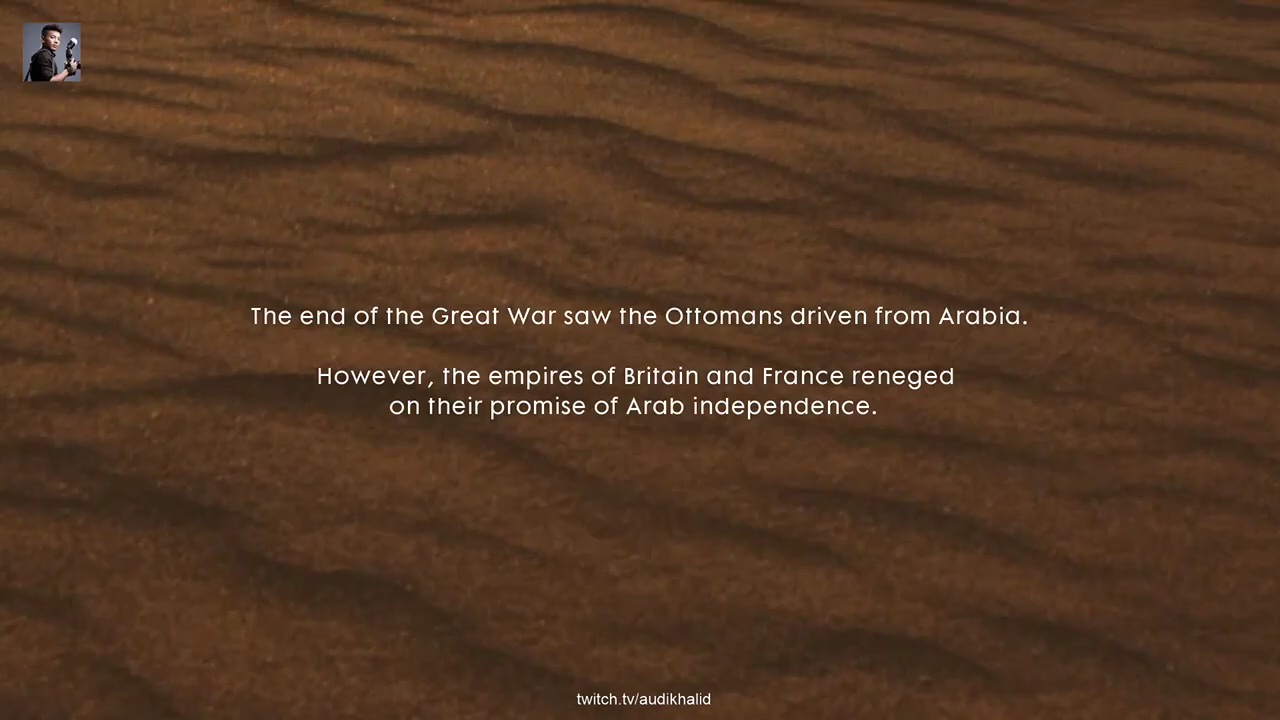 The end of the Great War saw the Ottomans driven from Arabia.
However, the empires of Britain and France reneged
on their promise of Arab independence.
twitch.tv/audikhalid